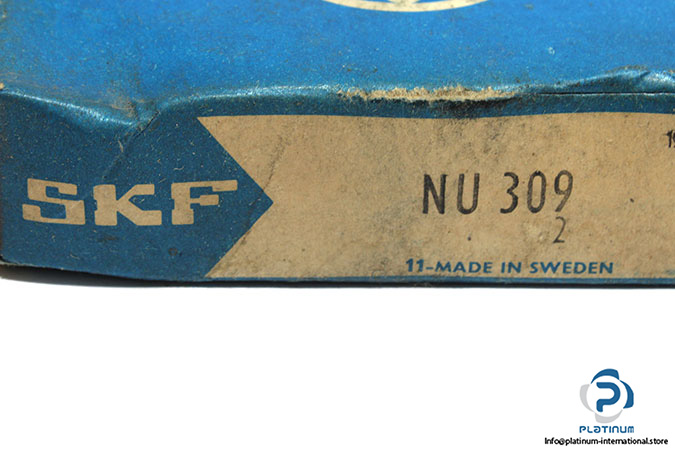 SKF
NU 309
2
11-MADE IN SWEDEN
PLATINUM
Info@platinum-international.store